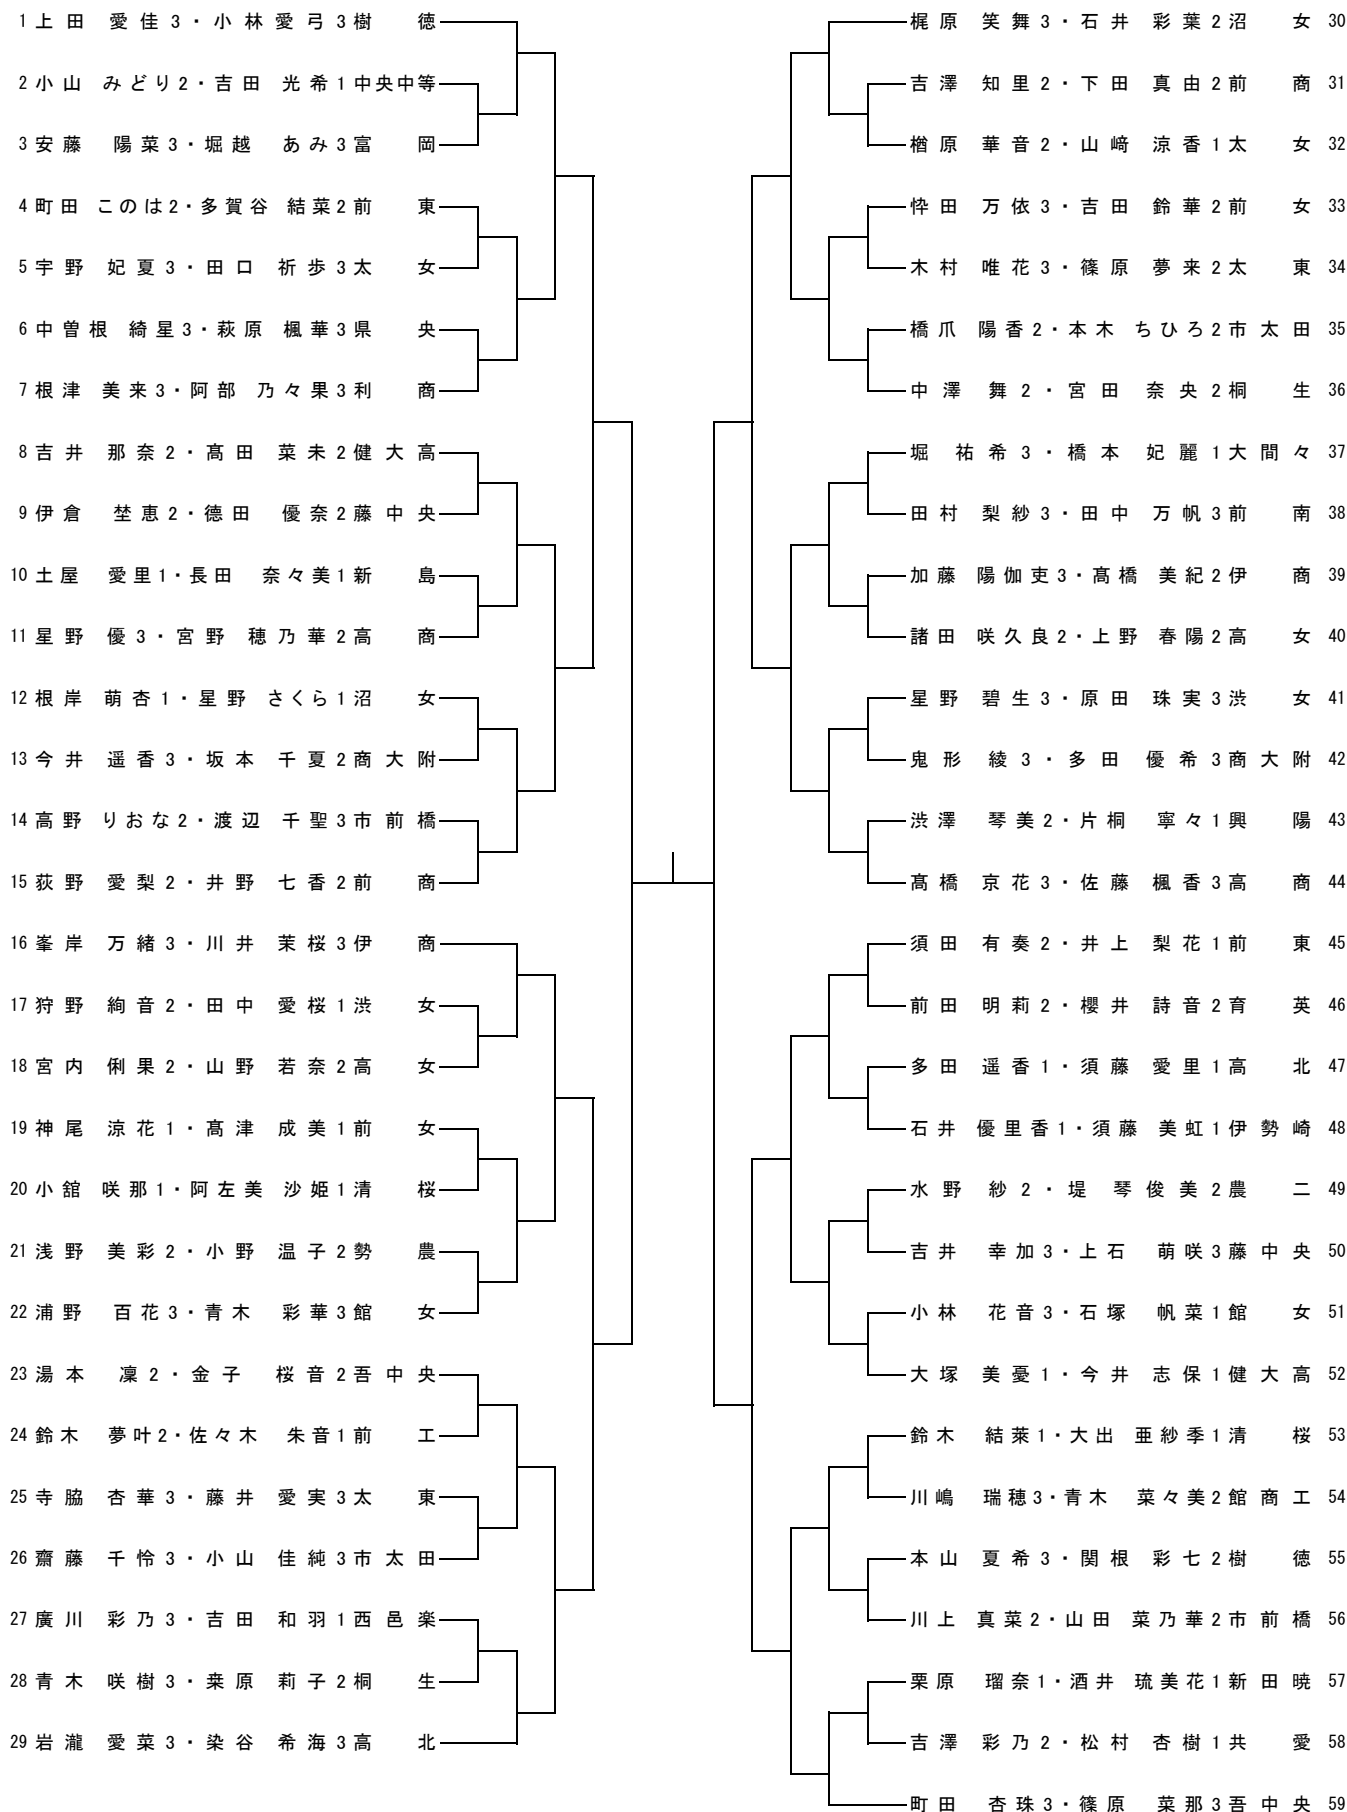 1 上田 愛佳3・小林愛弓3 樹徳
2 小山 みどり2・吉田 光希1 中央中等
3 安藤 陽菜3・堀越 あみ3 富岡
4 町田 このは2・多賀谷 結菜2 前東
5 宇野 妃夏3・田口 祈歩3 太女
6 中曽根 綺星3・萩原 楓華3 県央
7 根津 美来3・阿部 乃々果3 利商
8 吉井 那奈2・髙田 菜未2 健大高
9 伊倉 埜恵2・德田 優奈2 藤中央
10 土屋 愛里1・長田 奈々美1 新島
11 星野 優3・宮野 穂乃華2 高商
12 根岸 萌杏1・星野 さくら1 沼女
13 今井 遥香3・坂本 千夏2 商大附
14 高野 りおな2・渡辺 千聖3 市前橋
15 荻野 愛梨2・井野 七香2 前商
16 峯岸 万緒3・川井 茉桜3 伊商
17 狩野 絢音2・田中 愛桜1 渋女
18 宮内 俐果2・山野 若奈2 高女
19 神尾 涼花1・髙津 成美1 前女
20 小舘 咲那1・阿左美 沙姫1 清桜
21 浅野 美彩2・小野 温子2 勢農
22 浦野 百花3・青木 彩華3 館女
23 湯本 凜2・金子 桜音2 吾中央
24 鈴木 夢叶2・佐々木 朱音1 前工
25 寺脇 杏華3・藤井 愛実3 太東
26 齋藤 千怜3・小山 佳純3 市太田
27 廣川 彩乃3・吉田 和羽1 西邑楽
28 青木 咲樹3・桒原 莉子2 桐生
29 岩瀧 愛菜3・染谷 希海3 高北
梶原 笑舞3・石井 彩葉2 沼女 30
吉澤 知里2・下田 真由2 前商 31
楢原 華音2・山﨑 涼香1 太女 32
忰田 万依3・吉田 鈴華2 前女 33
木村 唯花3・篠原 夢来2 太東 34
橋爪 陽香2・本木 ちひろ2 市太田 35
中澤 舞2・宮田 奈央2 桐生 36
堀 祐希3・橋本 妃麗1 大間々 37
田村 梨紗3・田中 万帆3 前南 38
加藤 陽伽吏3・髙橋 美紀2 伊商 39
諸田 咲久良2・上野 春陽2 高女 40
星野 碧生3・原田 珠実3 渋女 41
鬼形 綾3・多田 優希3 商大附 42
渋澤 琴美2・片桐 寧々1 興陽 43
髙橋 京花3・佐藤 楓香3 高商 44
須田 有奏2・井上 梨花1 前東 45
前田 明莉2・櫻井 詩音2 育英 46
多田 遥香1・須藤 愛里1 高北 47
石井 優里香1・須藤 美虹1 伊勢崎 48
水野 紗2・堤 琴俊美2 農二 49
吉井 幸加3・上石 萌咲3 藤中央 50
小林 花音3・石塚 帆菜1 館女 51
大塚 美憂1・今井 志保1 健大高 52
鈴木 結萊1・大出 亜紗季1 清桜 53
川嶋 瑞穂3・青木 菜々美2 館商工 54
本山 夏希3・関根 彩七2 樹徳 55
川上 真菜2・山田 菜乃華2 市前橋 56
栗原 瑠奈1・酒井 琉美花1 新田暁 57
吉澤 彩乃2・松村 杏樹1 共愛 58
町田 杏珠3・篠原 菜那3 吾中央 59